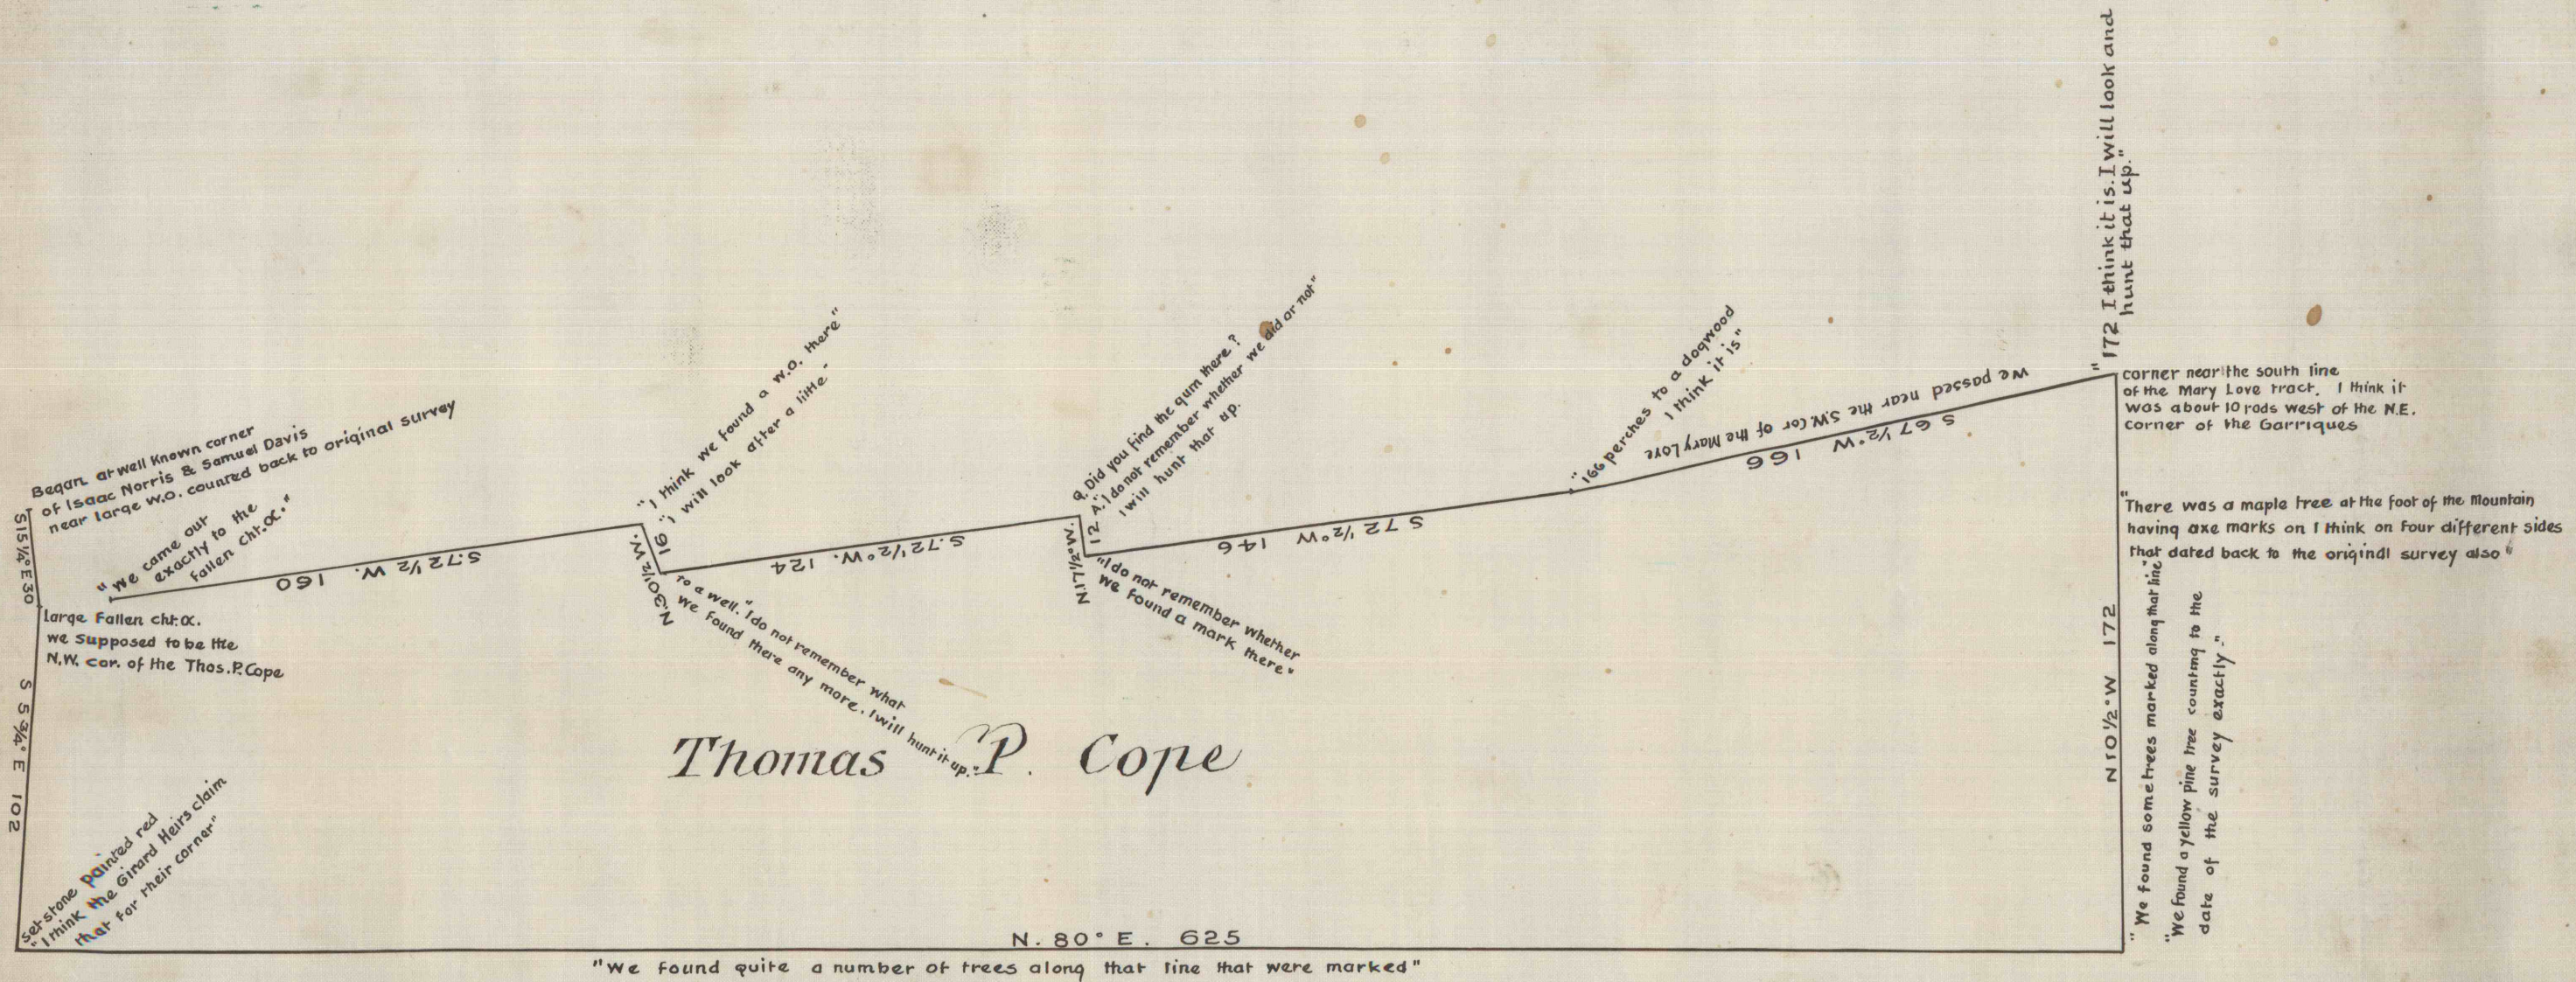 Began at well Known corner
of Isaac Norris & Samuel Davis
near large w.o. counted back to original survey
S15¼°E30
"we came out
exactly to the
fallen cht.o."
S.72½ W. 160
large fallen cht.o.
we supposed to be the
N.W. cor. of the Thos. P. Cope
S 5¾° E 102
set stone painted red
"I think the Girard Heirs claim
that for their corner"
"I think we found a w.o. there"
"I will look after a little"
N.30½ W. 16
to a well. "I do not remember what
we found there any more. I will hunt it up."
S.72½°W. 124
Q. Did you find the gum there?
A. "I do not remember whether we did or not"
I will hunt that up.
N.17½°W. 12
"I do not remember whether
we found a mark there"
S 72½°W 146
"166 perches to a dogwood
I think it is"
we passed near the S.W. Cor of the Mary Love
S 67½°W 166
"172 I think it is. I will look and
hunt that up."
corner near the south line
of the Mary Love tract. I think it
was about 10 rods west of the N.E.
corner of the Garriques
"There was a maple tree at the foot of the mountain
having axe marks on I think on four different sides
that dated back to the original survey also"
N 10½°W 172
"We found some trees marked along that line"
"We found a yellow pine tree counting to the
date of the survey exactly."
Thomas P. Cope
N. 80° E. 625
"We found quite a number of trees along that line that were marked"